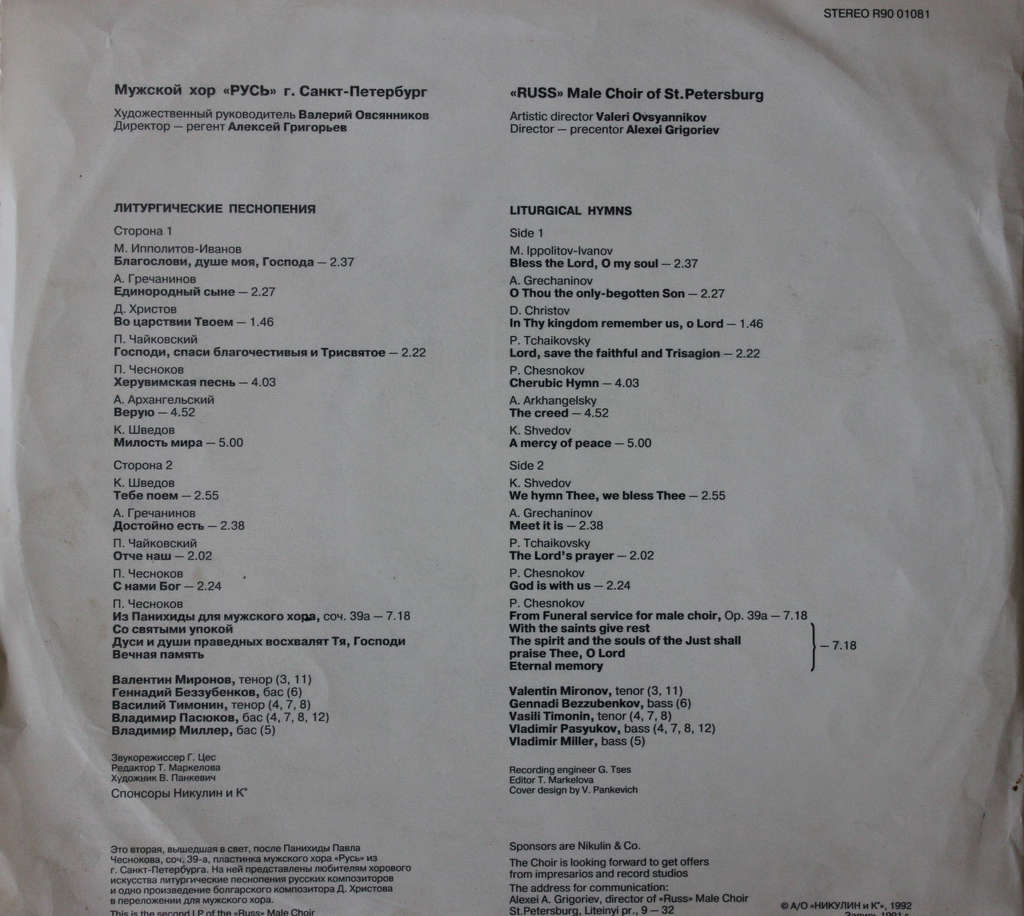 STEREO R90 01081
Мужской хор «РУСЬ» г. Санкт-Петербург
Художественный руководитель Валерий Овсянников
Директор — регент Алексей Григорьев
ЛИТУРГИЧЕСКИЕ ПЕСНОПЕНИЯ
Сторона 1
М. Ипполитов-Иванов
Благослови, душе моя, Господа — 2.37
А. Гречанинов
Единородный сыне — 2.27
Д. Христов
Во царствии Твоем — 1.46
П. Чайковский
Господи, спаси благочестивыя и Трисвятое — 2.22
П. Чесноков
Херувимская песнь — 4.03
А. Архангельский
Верую — 4.52
К. Шведов
Милость мира — 5.00
Сторона 2
К. Шведов
Тебе поем — 2.55
А. Гречанинов
Достойно есть — 2.38
П. Чайковский
Отче наш — 2.02
П. Чесноков
С нами Бог — 2.24
П. Чесноков
Из Панихиды для мужского хора, соч. 39а — 7.18
Со святыми упокой
Дуси и души праведных восхвалят Тя, Господи
Вечная память
Валентин Миронов, тенор (3, 11)
Геннадий Беззубенков, бас (6)
Василий Тимонин, тенор (4, 7, 8)
Владимир Пасюков, бас (4, 7, 8, 12)
Владимир Миллер, бас (5)
Звукорежиссер Г. Цес
Редактор Т. Маркелова
Художник В. Панкевич
Спонсоры Никулин и К°
Это вторая, вышедшая в свет, после Панихиды Павла
Чеснокова, соч. 39-а, пластинка мужского хора «Русь» из
г. Санкт-Петербурга. На ней представлены любителям хорового
искусства литургические песнопения русских композиторов
и одно произведение болгарского композитора Д. Христова
в переложении для мужского хора.
This is the second LP of the «Russ» Male Choir
«RUSS» Male Choir of St.Petersburg
Artistic director Valeri Ovsyannikov
Director — precentor Alexei Grigoriev
LITURGICAL HYMNS
Side 1
M. Ippolitov-Ivanov
Bless the Lord, O my soul — 2.37
A. Grechaninov
O Thou the only-begotten Son — 2.27
D. Christov
In Thy kingdom remember us, o Lord — 1.46
P. Tchaikovsky
Lord, save the faithful and Trisagion — 2.22
P. Chesnokov
Cherubic Hymn — 4.03
A. Arkhangelsky
The creed — 4.52
K. Shvedov
A mercy of peace — 5.00
Side 2
K. Shvedov
We hymn Thee, we bless Thee — 2.55
A. Grechaninov
Meet it is — 2.38
P. Tchaikovsky
The Lord's prayer — 2.02
P. Chesnokov
God is with us — 2.24
P. Chesnokov
From Funeral service for male choir, Op. 39a — 7.18
With the saints give rest
The spirit and the souls of the Just shall
praise Thee, O Lord
Eternal memory
— 7.18
Valentin Mironov, tenor (3, 11)
Gennadi Bezzubenkov, bass (6)
Vasili Timonin, tenor (4, 7, 8)
Vladimir Pasyukov, bass (4, 7, 8, 12)
Vladimir Miller, bass (5)
Recording engineer G. Tses
Editor T. Markelova
Cover design by V. Pankevich
Sponsors are Nikulin & Co.
The Choir is looking forward to get offers
from impresarios and record studios
The address for communication:
Alexei A. Grigoriev, director of «Russ» Male Choir
St.Petersburg, Liteinyi pr., 9 — 32
© А/О «НИКУЛИН и К°», 1992
Запись 1991 г.